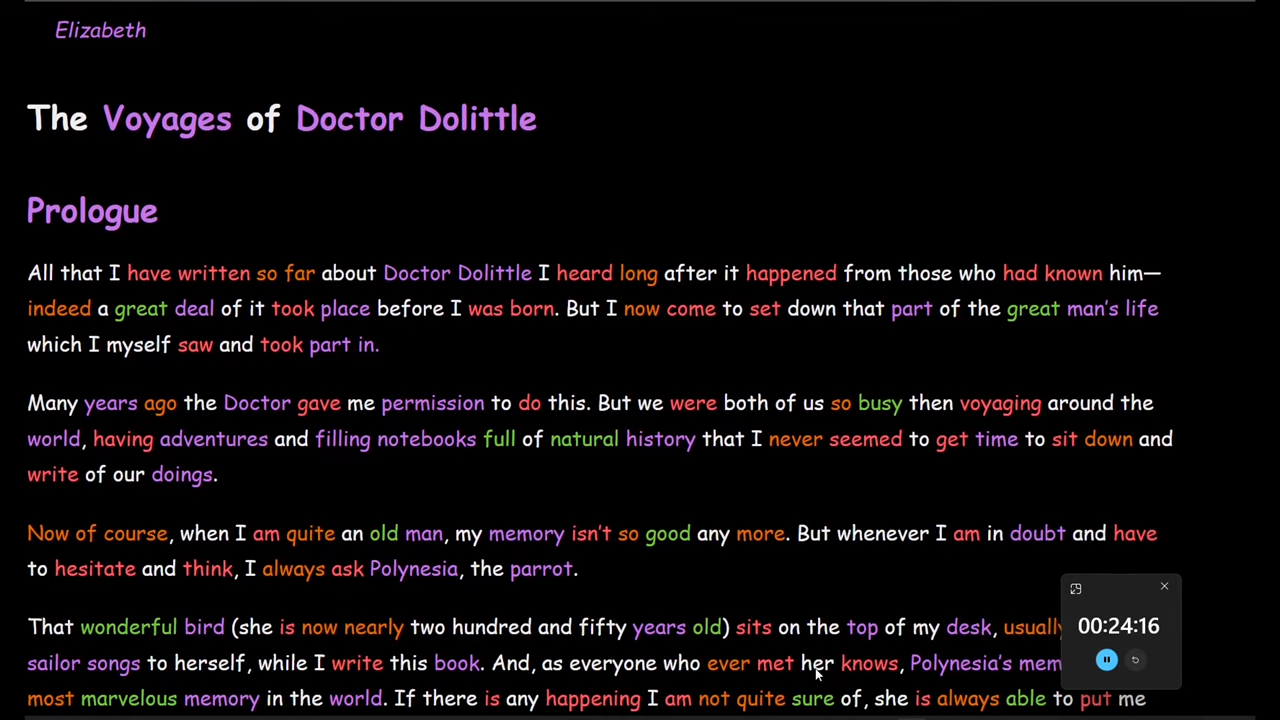 Elizabeth
The Voyages of Doctor Dolittle
Prologue
All that I have written so far about Doctor Dolittle I heard long after it happened from those who had known him—
indeed a great deal of it took place before I was born. But I now come to set down that part of the great man's life
which I myself saw and took part in.
Many years ago the Doctor gave me permission to do this. But we were both of us so busy then voyaging around the
world, having adventures and filling notebooks full of natural history that I never seemed to get time to sit down and
write of our doings.
Now of course, when I am quite an old man, my memory isn't so good any more. But whenever I am in doubt and have
to hesitate and think, I always ask Polynesia, the parrot.
That wonderful bird (she is now nearly two hundred and fifty years old) sits on the top of my desk, usually
sailor songs to herself, while I write this book. And, as everyone who ever met her knows, Polynesia's mem
most marvelous memory in the world. If there is any happening I am not quite sure of, she is always able to put me
00:24:16